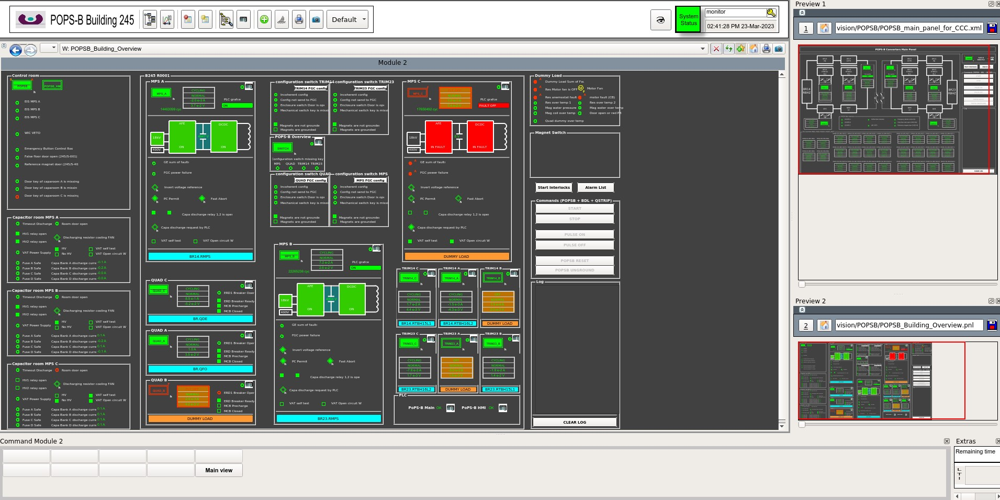 POPS-B Building 245
Default
System Status
monitor
02:41:28 PM 23-Mar-2023
W: POPSB_Building_Overview
Module 2
Control room
POPSB
POPSB_HMI
EIS MPS A
EIS MPS B
EIS MPS C
WIC VETO
Emergency Button Control Roc
False floor door open (245/S-001)
Reference magnet door (245/S-40
Door key of caparoom A is missing
Door key of caparoom B is missin
Door key of caparoom C is missing
Capacitor room MPS A
Timeout Discharge
Room door open
HV1 relay open
HV2 relay open
Discharging resistor cooling FAN
VAT Power Supply
HV
No HV
VAT self test
VAT Open circuit W
Fuse A Safe
Capa Bank A discharge curre
-0.1 A
Fuse B Safe
Capa Bank B discharge curre
-0.2 A
Fuse C Safe
Capa Bank C discharge curre
-0.0 A
Fuse D Safe
Capa Bank D discharge curre
-0.0 A
Capacitor room MPS B
Timeout Discharge
Room door open
HV1 relay open
HV2 relay open
Discharging resistor cooling FAN
VAT Power Supply
HV
No HV
VAT self test
VAT Open circuit W
Fuse A Safe
Capa Bank A discharge curre
0.1 A
Fuse B Safe
Capa Bank B discharge curre
-0.2 A
Fuse C Safe
Capa Bank C discharge curre
0.1 A
Fuse D Safe
Capa Bank D discharge curre
0.1 A
Capacitor room MPS C
Timeout Discharge
Room door open
HV1 relay open
HV2 relay open
Discharging resistor cooling FAN
VAT Power Supply
HV
No HV
VAT self test
VAT Open circuit W
Fuse A Safe
Capa Bank A discharge curre
0.1 A
Fuse B Safe
Capa Bank B discharge curre
0.1 A
Fuse C Safe
Capa Bank C discharge curre
0.1 A
Fuse D Safe
Capa Bank D discharge curre
0.1 A
B245 R0001
MPS A
MPS_A
h
CYCLING
NORMAL
-2.0 e-3 A
3.7 e-2 V
PLC grafce
ON
AFE
DCDC
18kV
400V
ON
ON
GE sum of faults
FGC power failure
Invert voltage reference
PC Permit
Fast Abort
Capa discharge relay 1,2 is open
Capa discharge request by PLC
VAT self test
VAT Open circuit W
BR14.RMPS
QUAD C
QUAD_C
CYCLING
NORMAL
8.5 e-1 A
-5.2 e-2 V
ERD1 Breaker Oper
ERD Breaker Ready
MCB Precharge
MCB Closed
BR.QDE
QUAD A
QUAD_A
CYCLING
NORMAL
1.0 A
3.5 e-2 V
ERD1 Breaker Oper
ERD Breaker Ready
MCB Precharge
MCB Closed
BR.QFO
QUAD B
QUAD_B
ERD1 Breaker Oper
ERD Breaker Ready
MCB Precharge
MCB Closed
DUMMY LOAD
configuration switch TRIM14
configuration switch TRIM23
TRIM14 FGC config
TRIM23 FGC config
Incoherent config
Config not send to FGC
Enclosure switch Door is ope
Mechanical switch key is missi
Incoherent config
Config not send to FGC
Enclosure switch Door is ope
Mechanical switch key is missi
Magnets are not grounde
Magnets are grounded
Magnets are not grounde
Magnets are grounded
POPS-B Overview
SWITCH
Configuration switch missing key
MPS QUAD TRIM14 TRIM23
configuration switch QUAD
configuration switch MPS
QUAD FGC config
MPS FGC config
Incoherent config
Config not send to FGC
Enclosure switch Door is ope
Mechanical switch key is missi
Incoherent config
Config not send to FGC
Enclosure switch Door is ope
Mechanical switch key is missi
Magnets are not grounde
Magnets are grounded
Magnets are not grounde
Magnets are grounded
MPS B
MPS_B
CYCLING
NORMAL
7.2 e-2 A
2.6 e-2 V
22265236 cyc
PLC grafce
ON
AFE
DCDC
18kV
400V
ON
ON
GE sum of faults
FGC power failure
Invert voltage reference
PC Permit
Fast Abort
Capa discharge relay 1,2 is ope
Capa discharge request by PLC
VAT self test
VAT Open circuit W
BR23.RMPS
MPS C
MPS_C
PLC grafce
FAULT OFF
17650492 cyc
AFE
DCDC
18kV
400V
IN FAULT
IN FAULT
GE sum of faults
FGC power failure
Invert voltage reference
PC Permit
Fast Abort
Capa discharge relay 1,2 is open
Capa discharge request by PLC
VAT self test
VAT Open circuit W
DUMMY LOAD
TRIM14 C
TRIM14 A
TRIM14 B
TRIM14_C
TRIM14_A
TRIM14_B
CYCLING
NORMAL
1.7 e-2 A
4.4 e-3 V
CYCLING
NORMAL
-1.5 e-3 A
-4.3 e-3 V
BR14.RTBH15L1
BR14.RTBH16L2
DUMMY LOAD
TRIM23 C
TRIM23 A
TRIM23 B
TRIM23_C
TRIM23_A
TRIM23_B
CYCLING
NORMAL
-7.8 e-3 A
1.7 e-3 V
CYCLING
NORMAL
-1.8 e-2 A
1.4 e-2 V
BR23.RTBH16L2
DUMMY LOAD
BR23.RTBH15L1
PLC
PoPS-B Main OK
PoPS-B HMI OK
Dummy Load
Dummy Load Sum of Fau
Res Motor fan is OFF
Motor Fan
Res anemostat fault
motor fault (CB)
Res over temp 1
Res over temp 2
Mag water pressure
Mag water over temp
Mag coil over temp
Door open or red PB
Quad dummy over temp
Magnet Switch
Start Interlocks
Alarm List
Commands (POPSB + BDL + QSTRIP)
START
STOP
PULSE ON
PULSE OFF
POPSB RESET
POPSB UNGROUND
Log
CLEAR LOG
Preview 1
1
vision/POPSB/POPSB_main_panel_for_CCC.xml
POPS-B Converters Main Panel
BR14 RBHZ
BR23 RBHZ
Start Interlocks
CLEAR LOG
Preview 2
2
vision/POPSB/POPSB_Building_Overview.pnl
Command Module 2
Main view
Extras
Remaining time